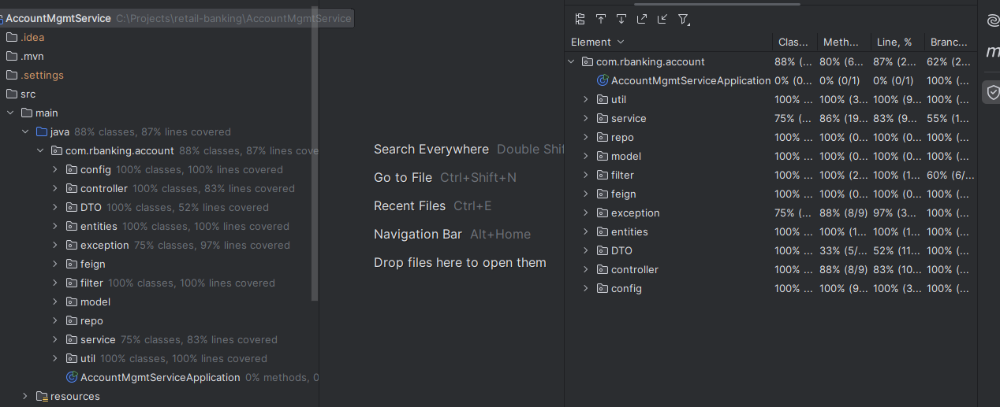 AccountMgmtService C:\Projects\retail-banking\AccountMgmtService
.idea
.mvn
.settings
src
main
java 88% classes, 87% lines covered
com.rbanking.account 88% classes, 87% lines cove
config 100% classes, 100% lines covered
controller 100% classes, 83% lines covered
DTO 100% classes, 52% lines covered
entities 100% classes, 100% lines covered
exception 75% classes, 97% lines covered
feign
filter 100% classes, 100% lines covered
model
repo
service 75% classes, 83% lines covered
util 100% classes, 100% lines covered
AccountMgmtServiceApplication 0% methods, 0
resources
Search Everywhere Double Shif
Go to File Ctrl+Shift+N
Recent Files Ctrl+E
Navigation Bar Alt+Home
Drop files here to open them
Element Clas... Meth... Line, % Branc...
com.rbanking.account 88% (... 80% (6... 87% (2... 62% (2...
AccountMgmtServiceApplication 0% (0... 0% (0/1) 0% (0/1) 100% (...
util 100% ... 100% (3... 100% (9... 100% (...
service 75% (... 86% (19... 83% (9... 55% (1...
repo 100% ... 100% (0... 100% (0... 100% (...
model 100% ... 100% (0... 100% (0... 100% (...
filter 100% ... 100% (2... 100% (1... 60% (6/...
feign 100% ... 100% (0... 100% (0... 100% (...
exception 75% (... 88% (8/9) 97% (3... 100% (...
entities 100% ... 100% (1... 100% (1... 100% (...
DTO 100% ... 33% (5/... 52% (11... 100% (...
controller 100% ... 88% (8/9) 83% (10... 100% (...
config 100% ... 100% (9... 100% (3... 100% (...
m